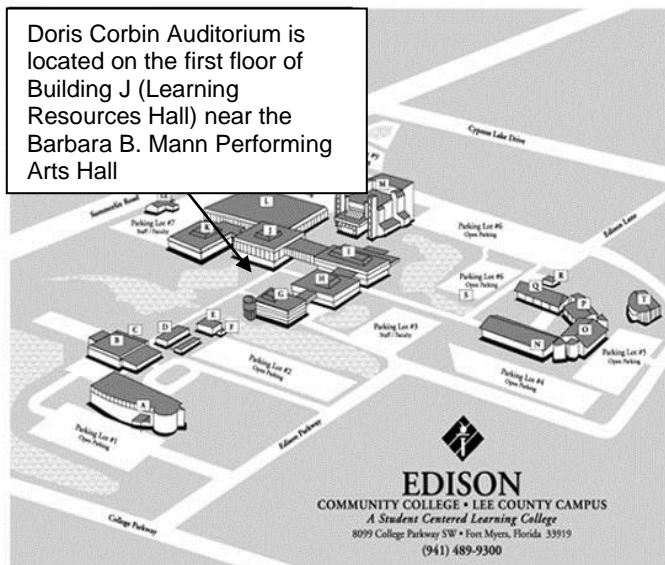 Doris Corbin Auditorium is
located on the first floor of
Building J (Learning
Resources Hall) near the
Barbara B. Mann Performing
Arts Hall
Cypress Lake Drive
Summerlin Road
Parking Lot #7
Staff / Faculty
L
M
K
J
I
H
G
Parking Lot #6
Open Parking
Edison Lane
Parking Lot #6
Open Parking
S
R
Q
P
T
O
N
E
D
F
C
B
A
Parking Lot #3
Staff / Faculty
Parking Lot #2
Open Parking
Parking Lot #5
Open Parking
Parking Lot #4
Open Parking
Parking Lot #1
Open Parking
Edison Parkway
College Parkway
EDISON
COMMUNITY COLLEGE • LEE COUNTY CAMPUS
A Student Centered Learning College
8099 College Parkway SW • Fort Myers, Florida 33919
(941) 489-9300